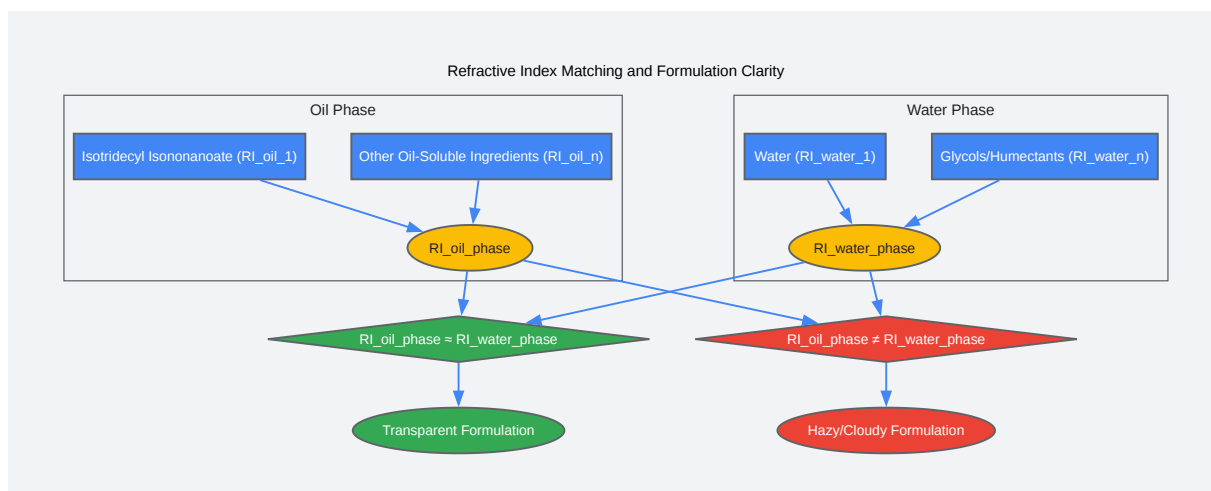 Refractive Index Matching and Formulation Clarity
Oil Phase
Water Phase
Isotridecyl Isononanoate (RI_oil_1)
Other Oil-Soluble Ingredients (RI_oil_n)
Water (RI_water_1)
Glycols/Humectants (RI_water_n)
RI_oil_phase
RI_water_phase
RI_oil_phase ≈ RI_water_phase
RI_oil_phase ≠ RI_water_phase
Transparent Formulation
Hazy/Cloudy Formulation